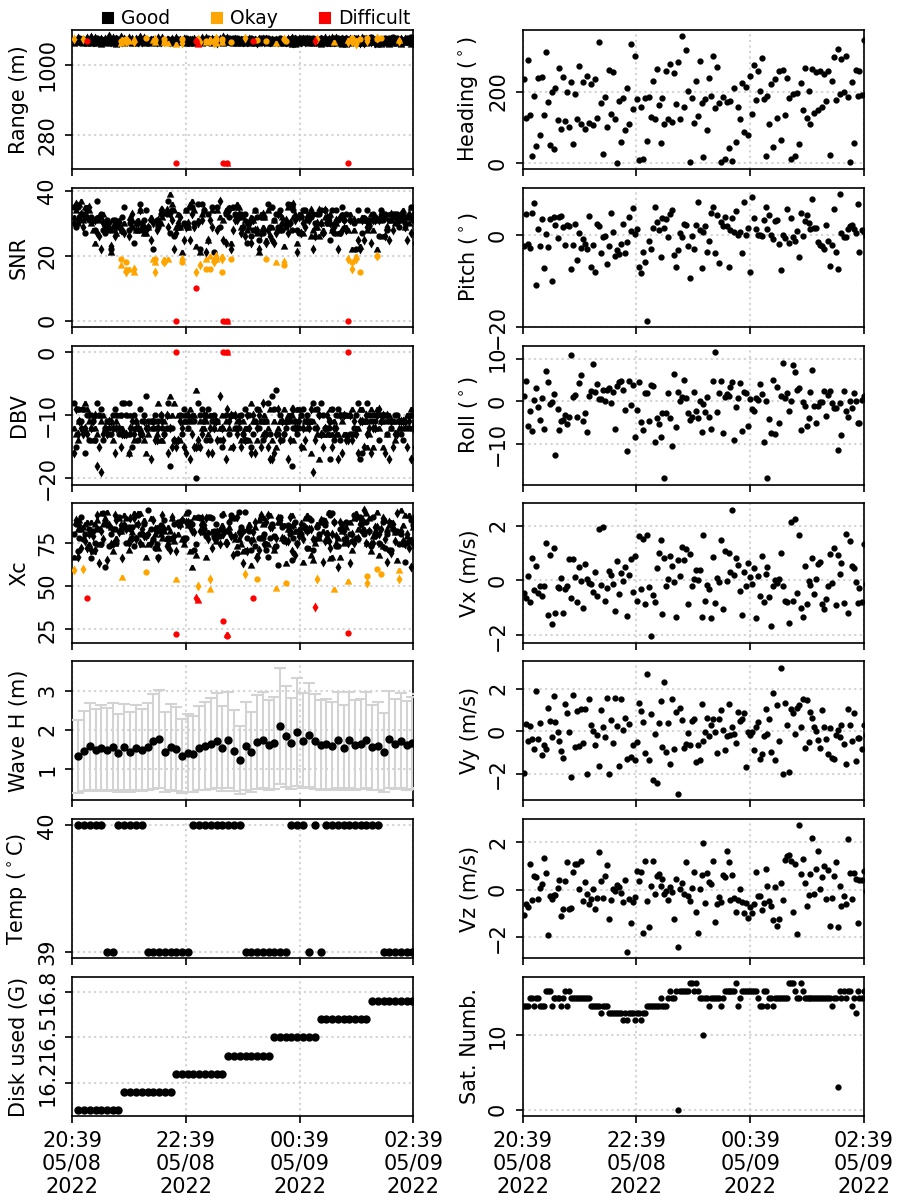 Good Okay Difficult
Range (m)
1000
280
Heading (°)
200
0
SNR
40
20
0
Pitch (°)
0
−20
DBV
0
−10
−20
Roll (°)
10
0
−10
Xc
75
50
25
Vx (m/s)
2
0
−2
Wave H (m)
3
2
1
Vy (m/s)
2
0
−2
Temp (°C)
40
39
Vz (m/s)
2
0
−2
Disk used (G)
16.8
16.5
16.2
Sat. Numb.
10
0
20:39 22:39 00:39 02:39
05/08 05/08 05/09 05/09
2022 2022 2022 2022
20:39 22:39 00:39 02:39
05/08 05/08 05/09 05/09
2022 2022 2022 2022